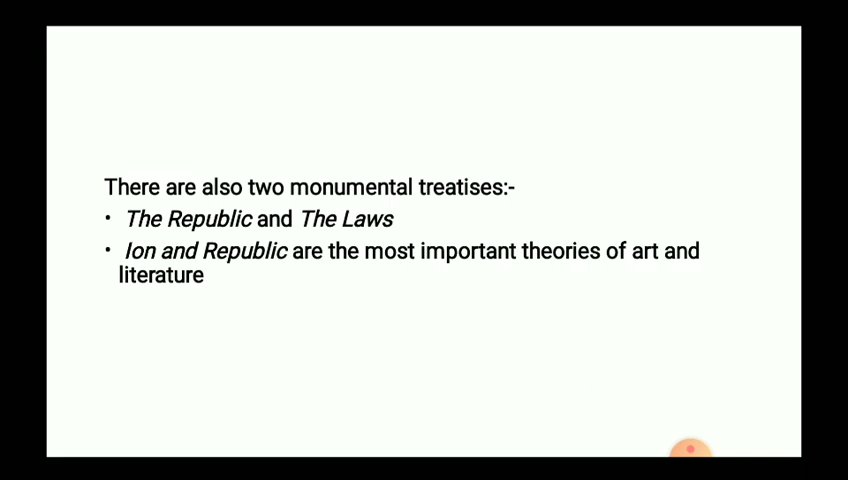 There are also two monumental treatises:-
• The Republic and The Laws
• Ion and Republic are the most important theories of art and
literature